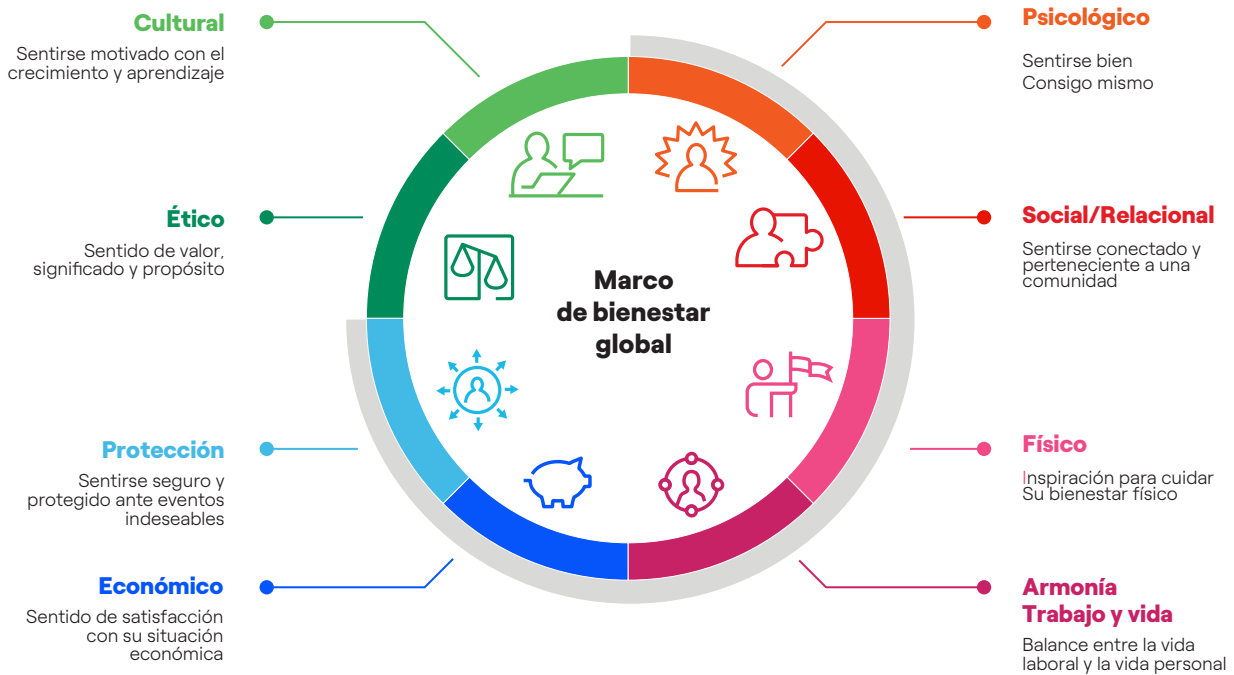 Cultural
Sentirse motivado con el
crecimiento y aprendizaje
Ético
Sentido de valor,
significado y propósito
Protección
Sentirse seguro y
protegido ante eventos
indeseables
Económico
Sentido de satisfacción
con su situación
económica
Marco
de bienestar
global
Psicológico
Sentirse bien
Consigo mismo
Social/Relacional
Sentirse conectado y
perteneciente a una
comunidad
Físico
Inspiración para cuidar
Su bienestar físico
Armonía
Trabajo y vida
Balance entre la vida
laboral y la vida personal